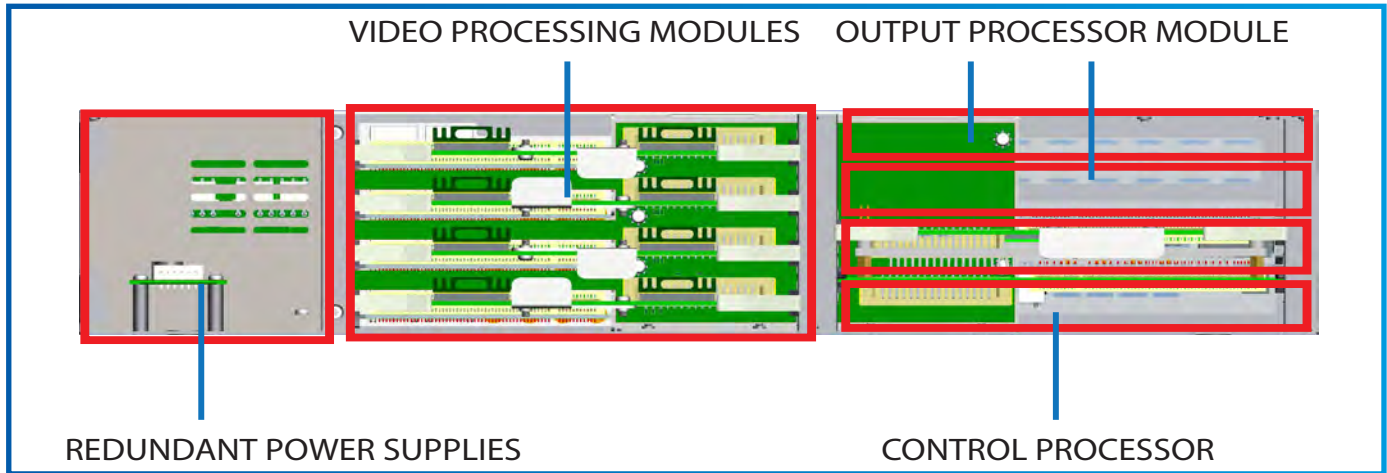 VIDEO PROCESSING MODULES
OUTPUT PROCESSOR MODULE
REDUNDANT POWER SUPPLIES
CONTROL PROCESSOR